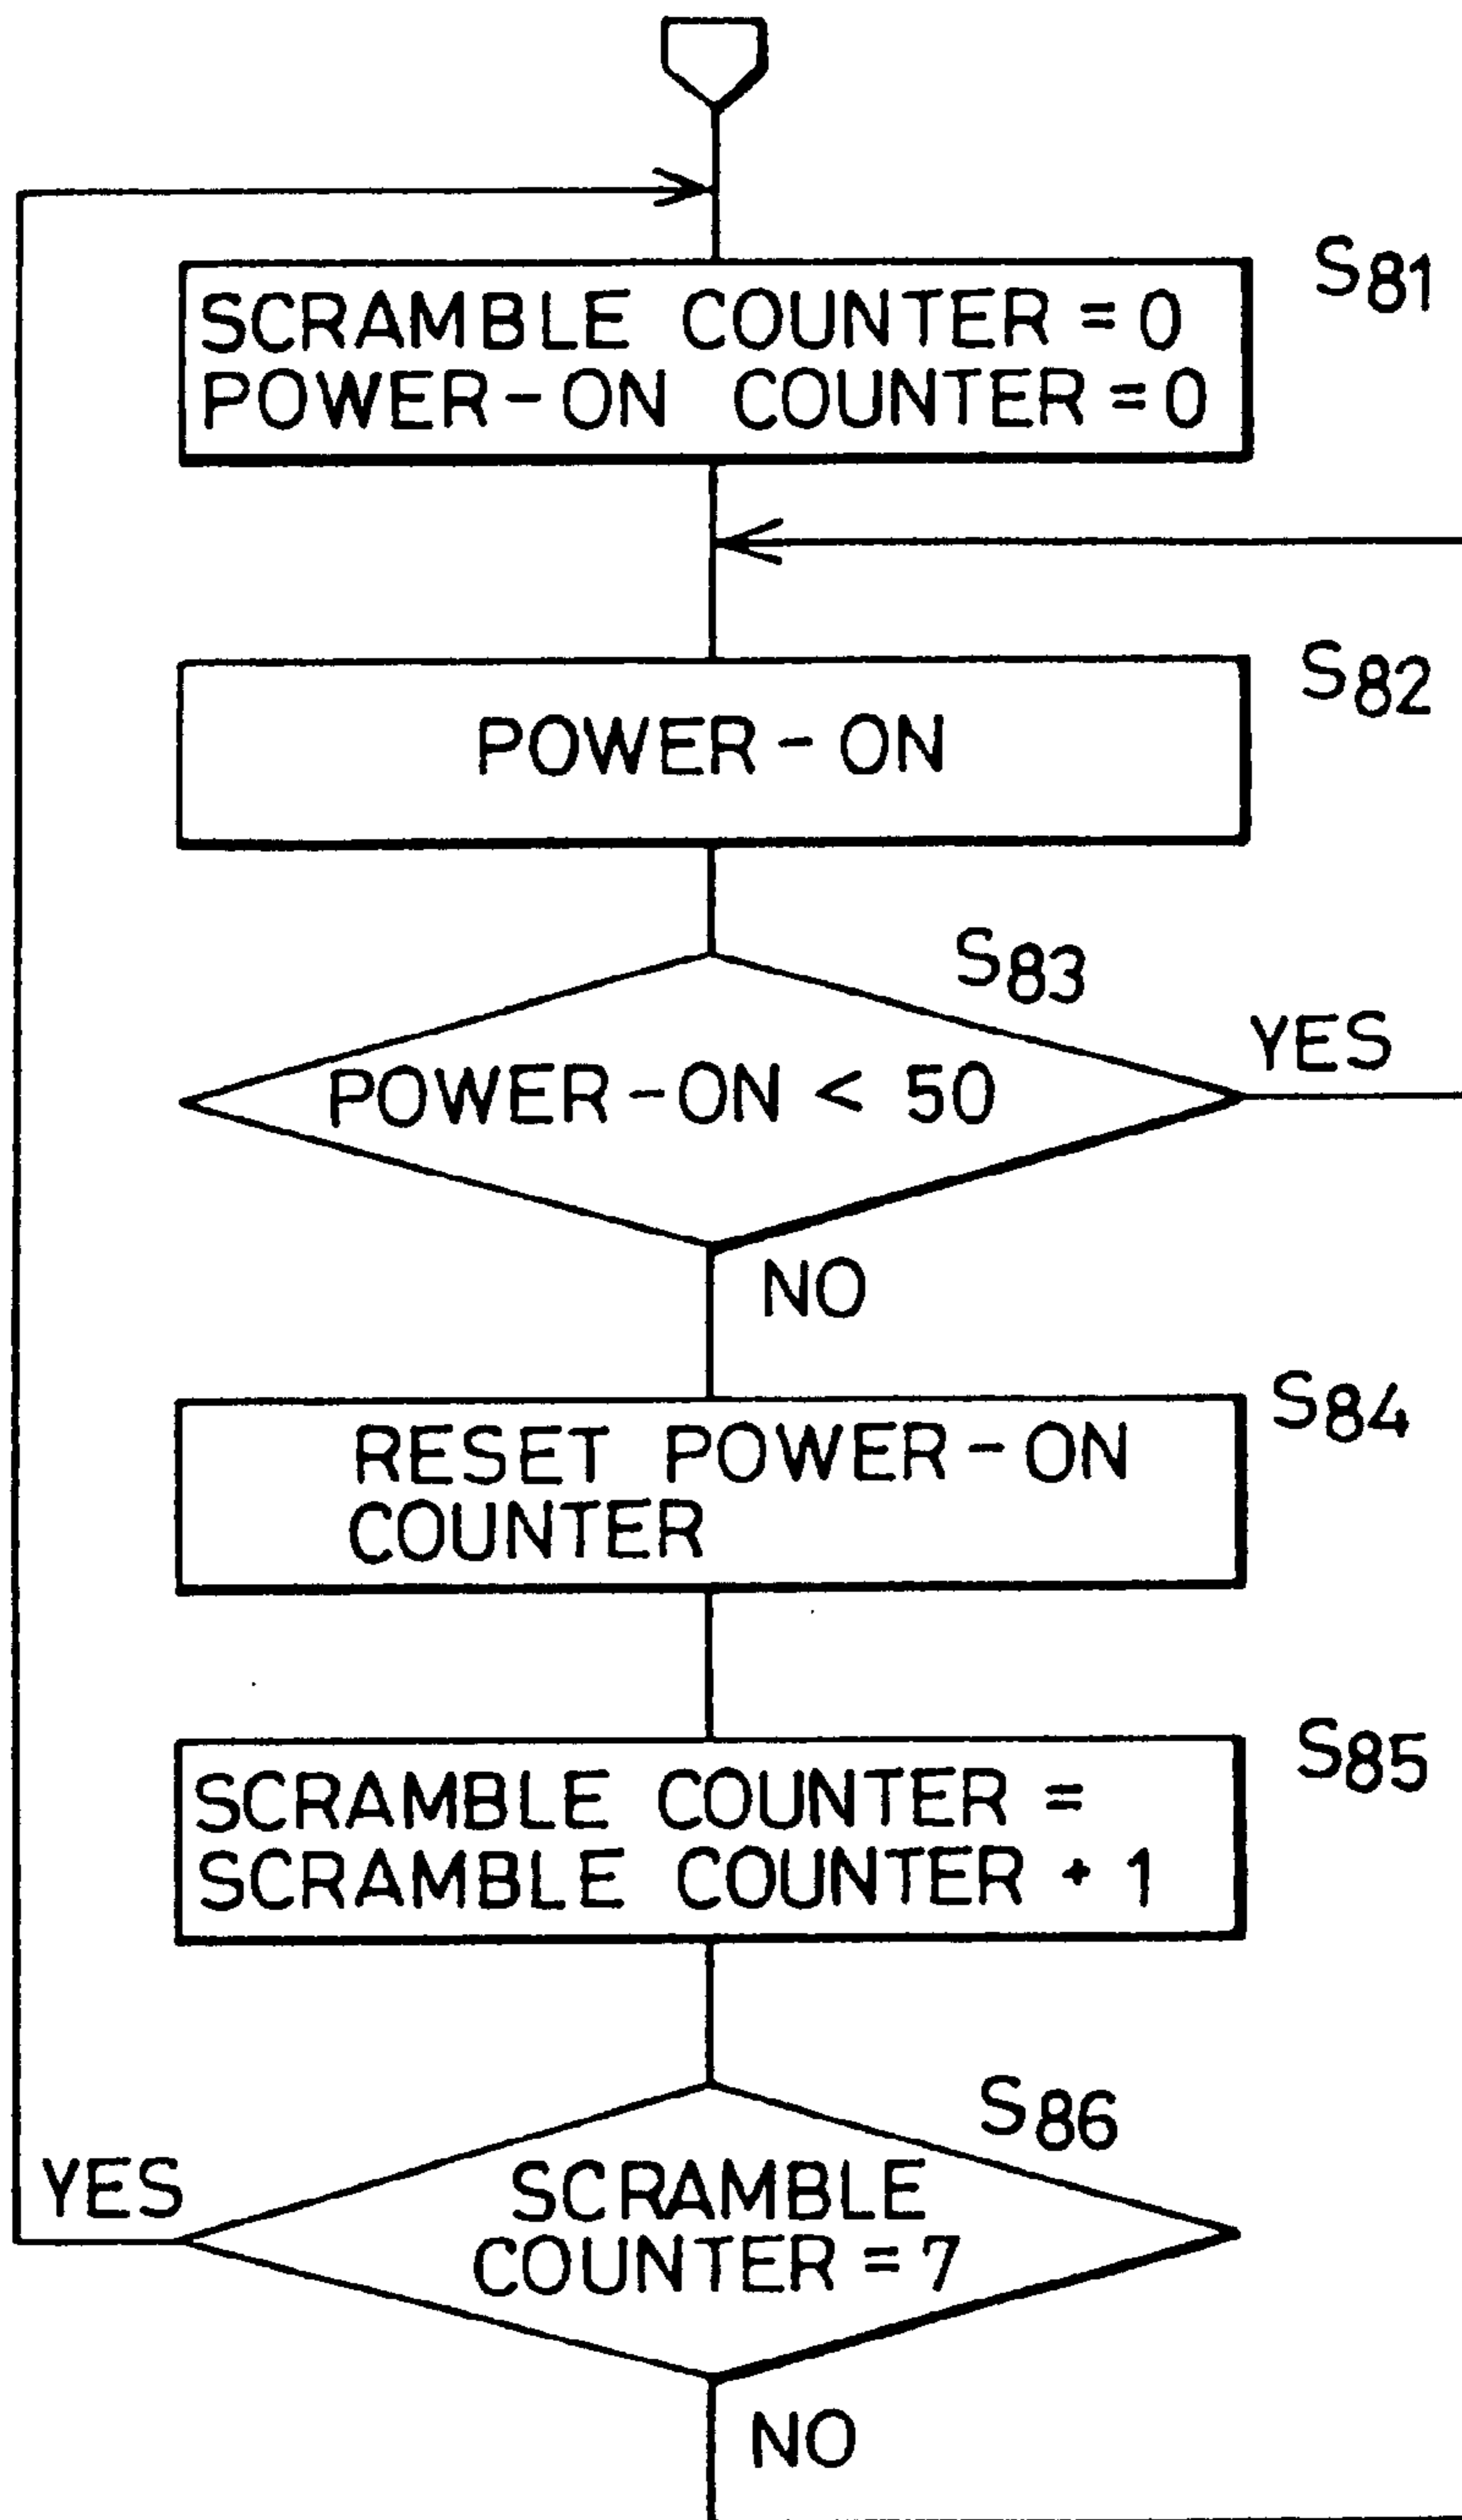 S81
SCRAMBLE COUNTER = 0
POWER-ON COUNTER = 0
S82
POWER-ON
S83
POWER-ON < 50
YES
NO
S84
RESET POWER-ON
COUNTER
S85
SCRAMBLE COUNTER =
SCRAMBLE COUNTER + 1
S86
SCRAMBLE
COUNTER = 7
YES
NO